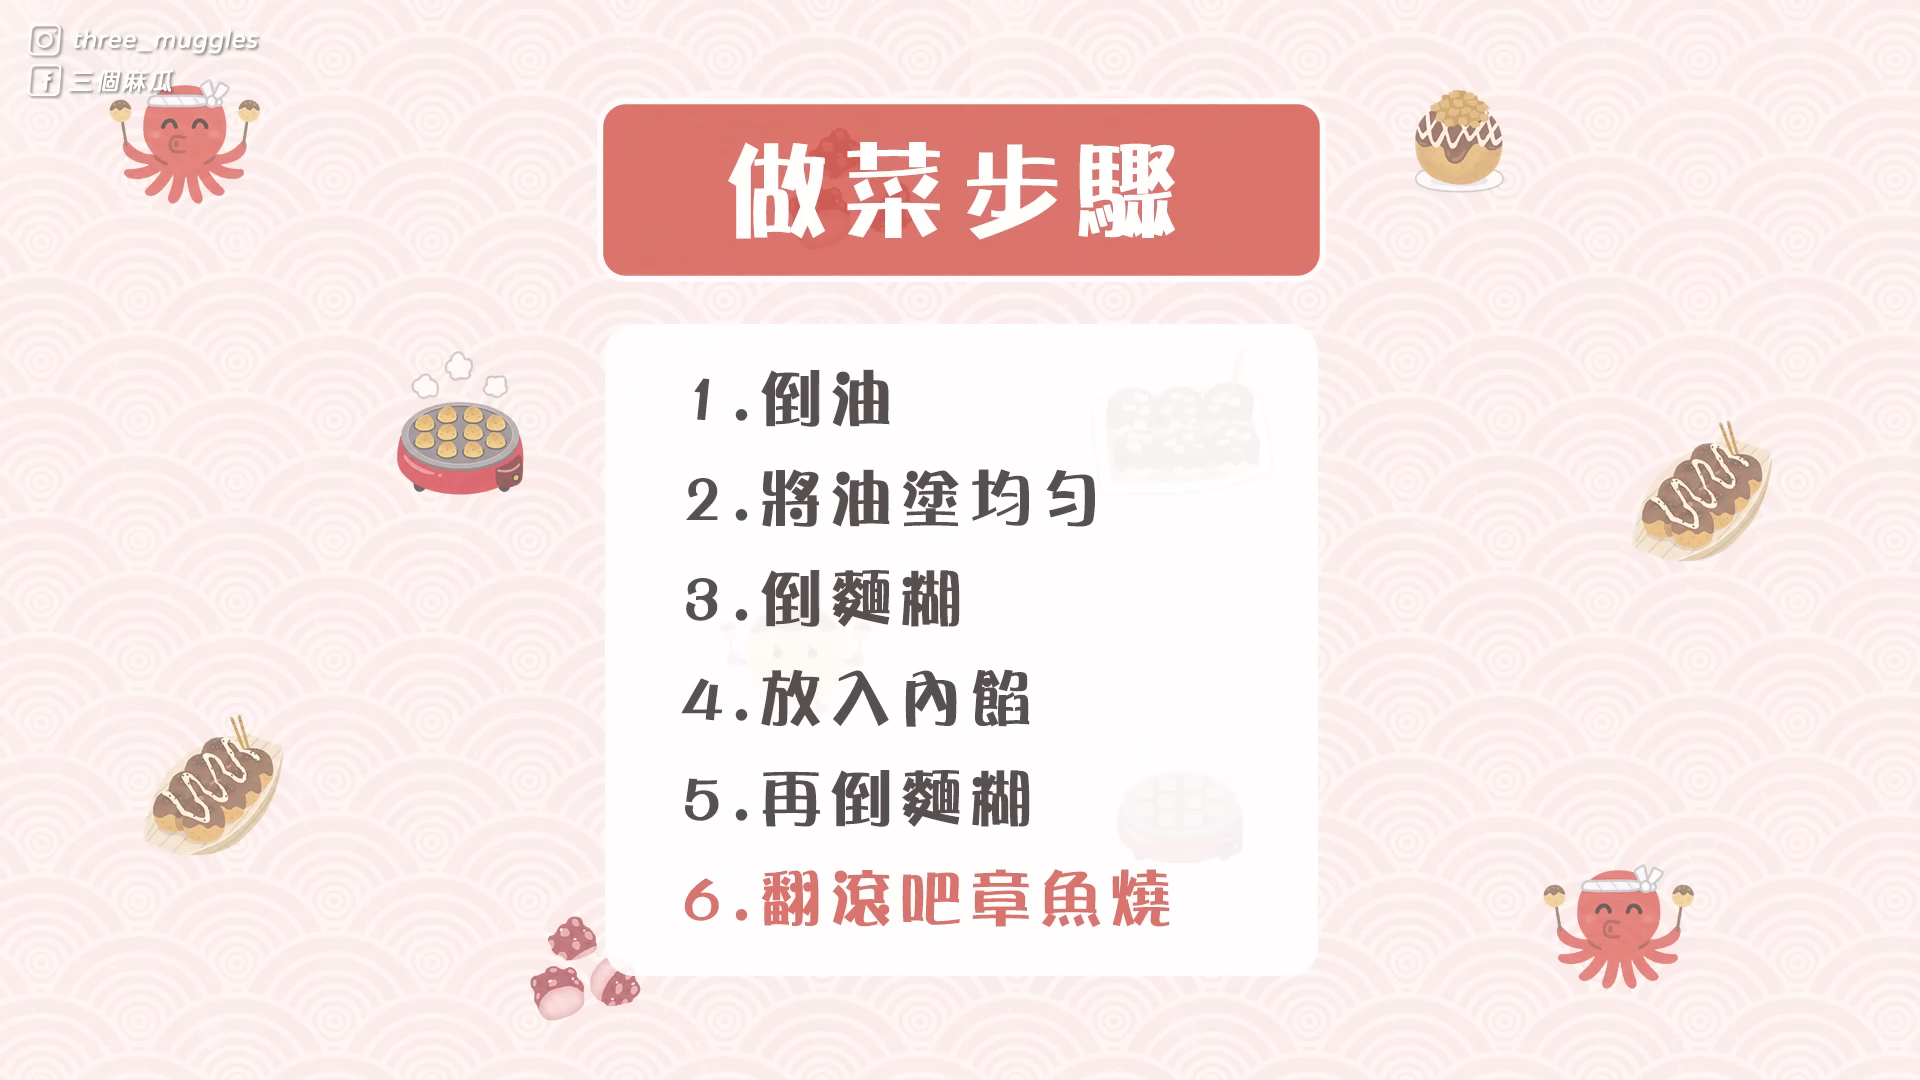 three_muggles
三個麻瓜
做菜步驟
1.倒油
2.將油塗均勻
3.倒麵糊
4.放入內餡
5.再倒麵糊
6.翻滾吧章魚燒